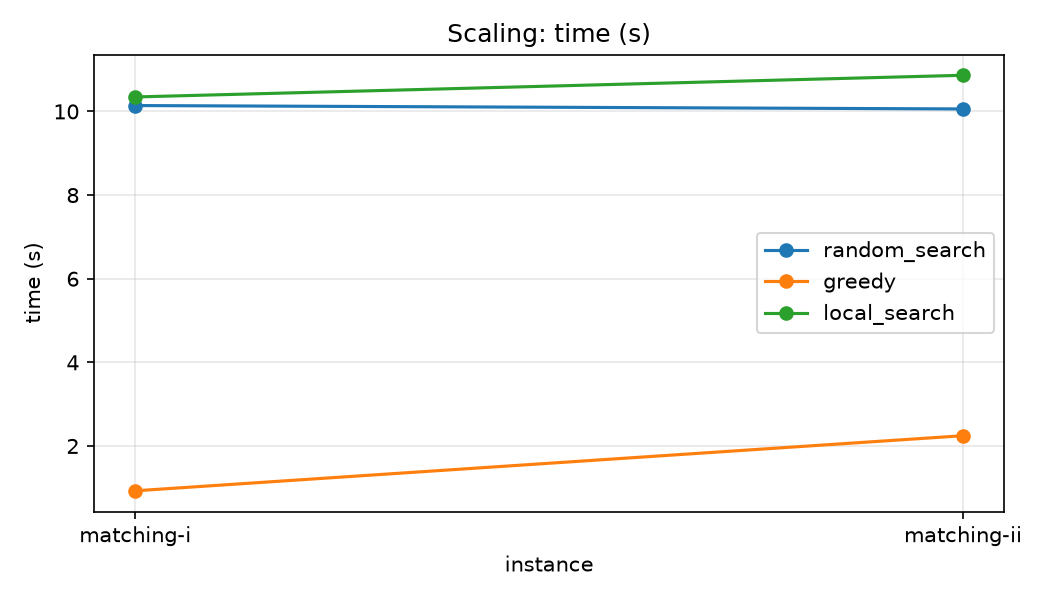 Scaling: time (s)
10
8
6
4
2
time (s)
random_search
greedy
local_search
matching-i
matching-ii
instance